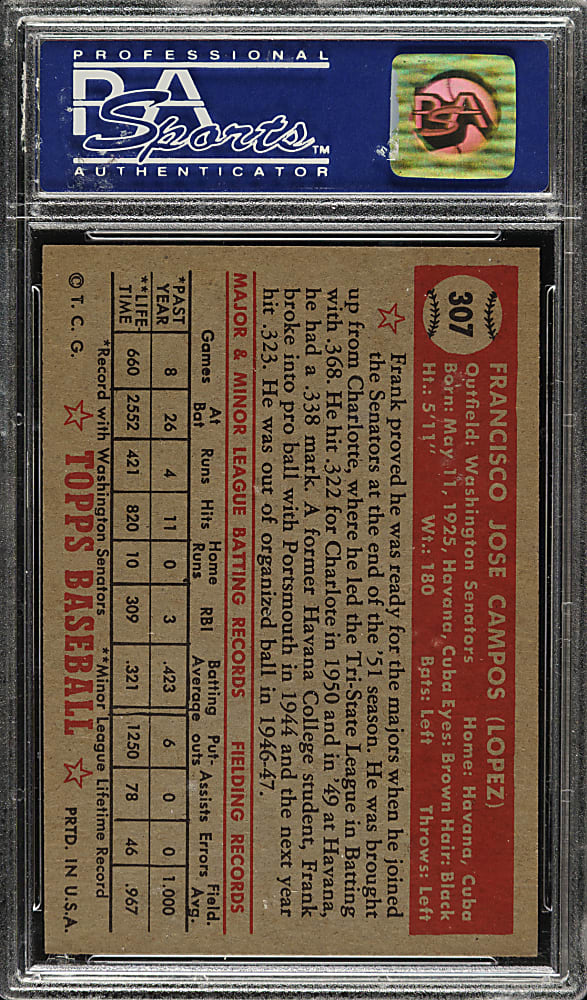 PROFESSIONAL
PSA
Sports™
AUTHENTICATOR
PSA
307
FRANCISCO JOSE CAMPOS (LOPEZ)
Outfield: Washington Senators Home: Havana, Cuba
Born: May 11, 1925, Havana, Cuba Eyes: Brown Hair: Black
Ht.: 5'11" Wt.: 180 Bats: Left Throws: Left
Frank proved he was ready for the majors when he joined
the Senators at the end of the '51 season. He was brought
up from Charlotte, where he led the Tri-State League in Batting
with .368. He hit .322 for Charlote in 1950 and in '49 at Havana,
he had a .338 mark. A former Havana College student, Frank
broke into pro ball with Portsmouth in 1944 and the next year
hit .323. He was out of organized ball in 1946-47.
MAJOR & MINOR LEAGUE BATTING RECORDS FIELDING RECORDS
Games At Bat Runs Hits Home Runs RBI Batting Average Put-outs Assists Errors Field. Avg.
*PAST YEAR 8 26 4 11 0 3 .423 6 0 0 1.000
**LIFE-TIME 660 2552 421 820 10 309 .321 1250 78 46 .967
*Record with Washington Senators **Minor League Lifetime Record
© T. C. G. TOPPS BASEBALL PRTD. IN U.S.A.